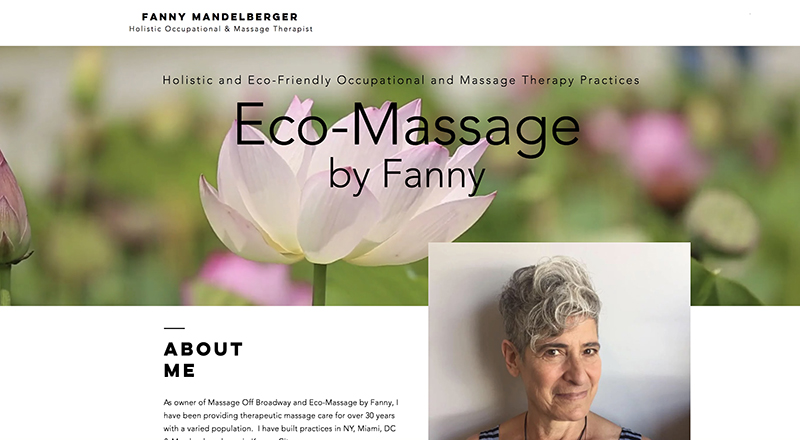 FANNY MANDELBERGER
Holistic Occupational & Massage Therapist
Holistic and Eco-Friendly Occupational and Massage Therapy Practices
Eco-Massage
by Fanny
ABOUT
ME
As owner of Massage Off Broadway and Eco-Massage by Fanny, I
have been providing therapeutic massage care for over 30 years
with a varied population.  I have built practices in NY, Miami, DC